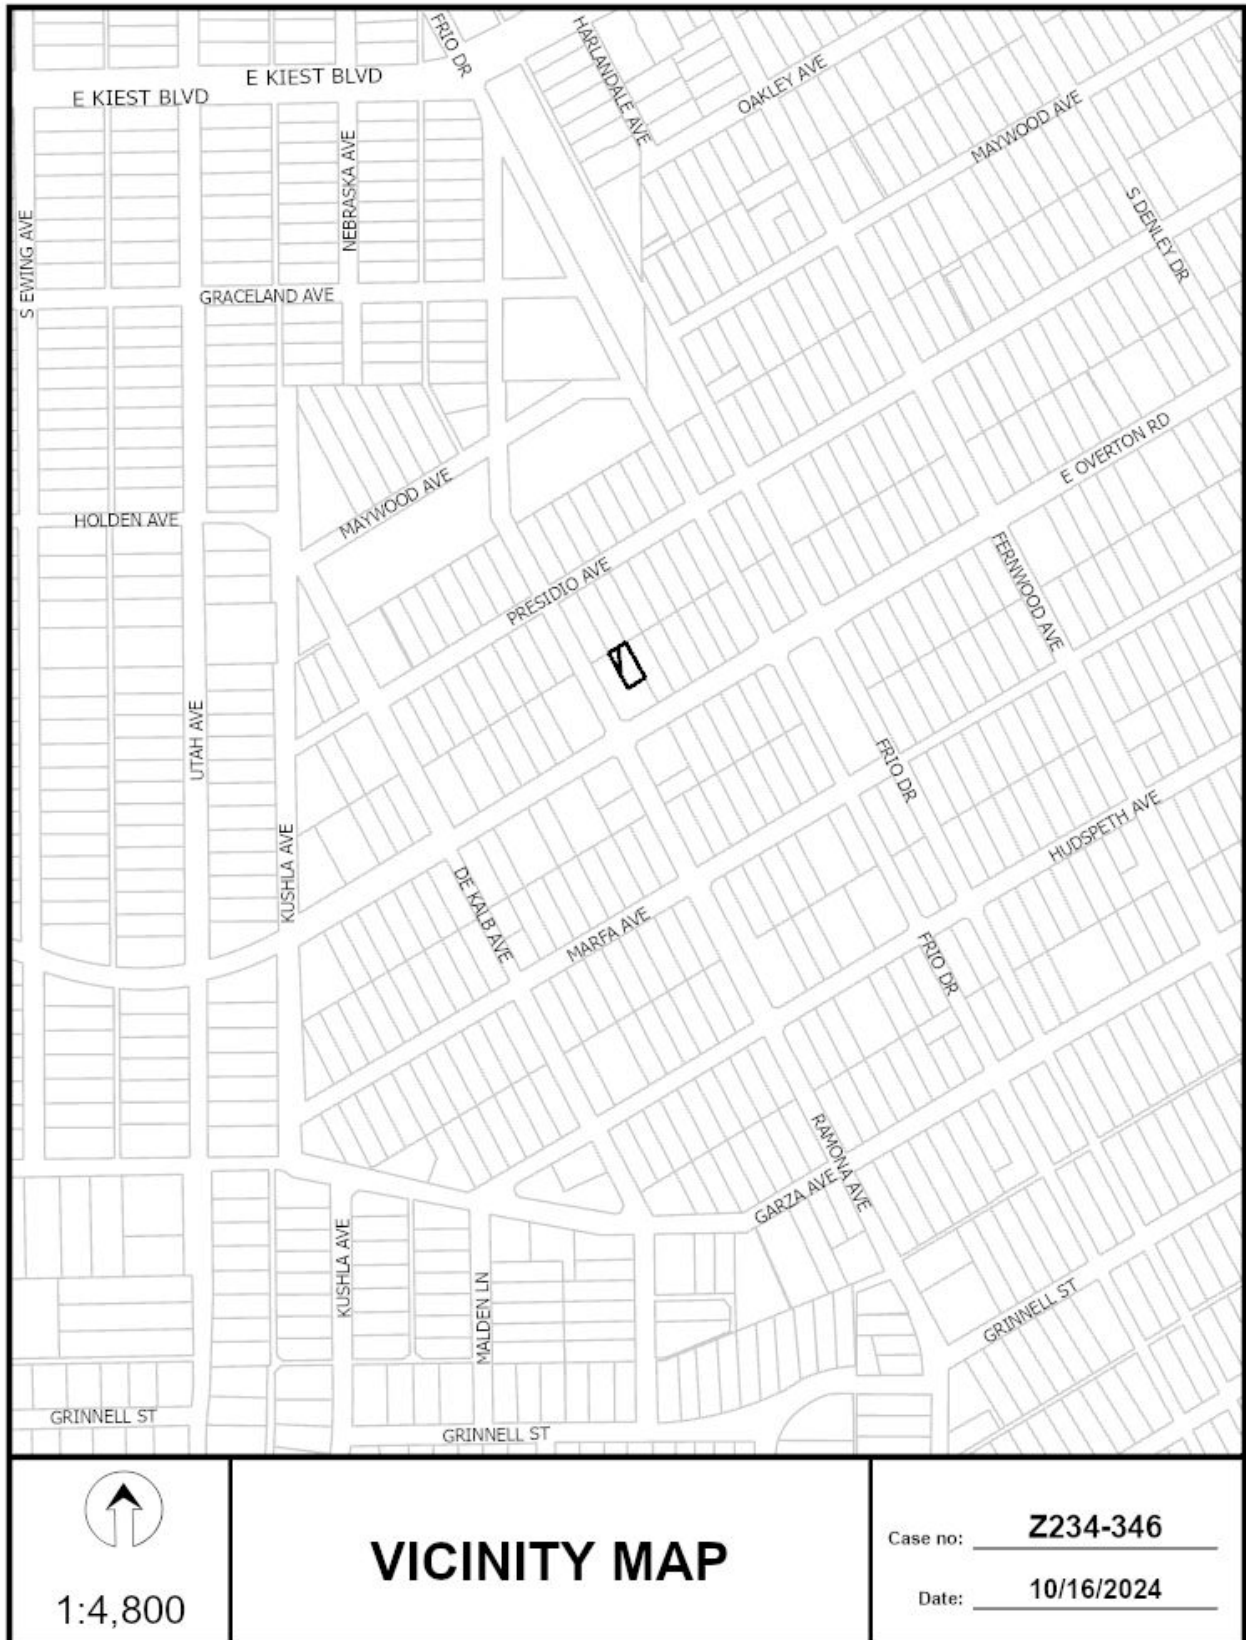 FRIO DR
HARLANDALE AVE
E KIEST BLVD
OAKLEY AVE
E KIEST BLVD
MAYWOOD AVE
NEBRASKA AVE
S DENLEY DR
S EWING AVE
GRACELAND AVE
E OVERTON RD
MAYWOOD AVE
HOLDEN AVE
FERNWOOD AVE
PRESIDIO AVE
UTAH AVE
FRIO DR
HUDSPETH AVE
KUSHLA AVE
DE KALB AVE
MARFA AVE
FRIO DR
RAMONA AVE
GARZA AVE
KUSHLA AVE
MALDEN LN
GRINNELL ST
GRINNELL ST
GRINNELL ST
1:4,800
VICINITY MAP
Case no: Z234-346
Date: 10/16/2024